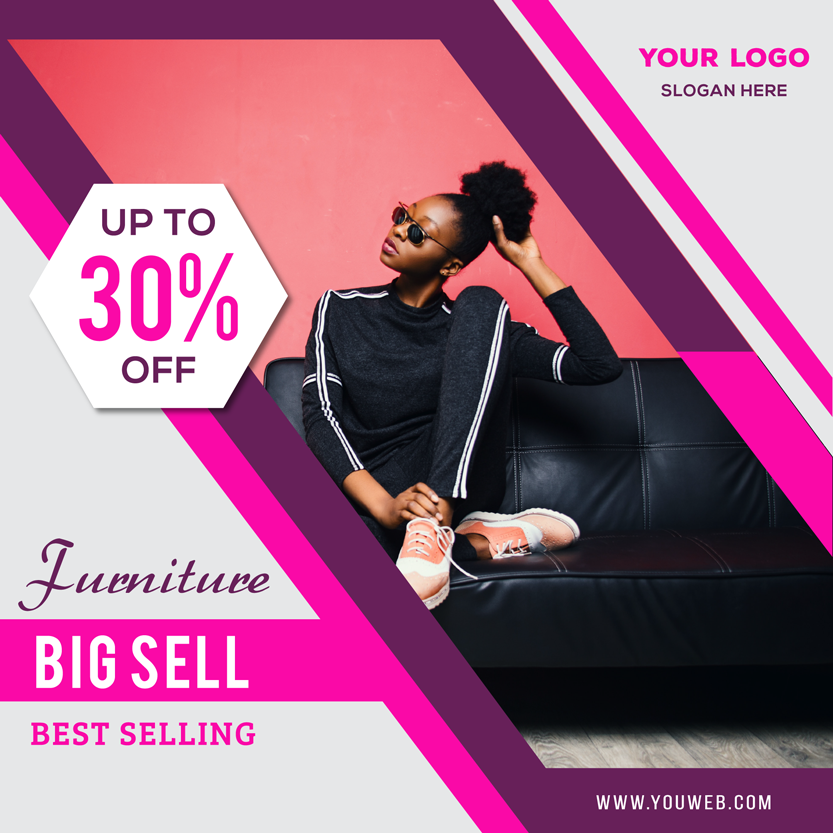 YOUR LOGO
SLOGAN HERE
UP TO
30%
OFF
Furniture
BIG SELL
BEST SELLING
WWW.YOUWEB.COM